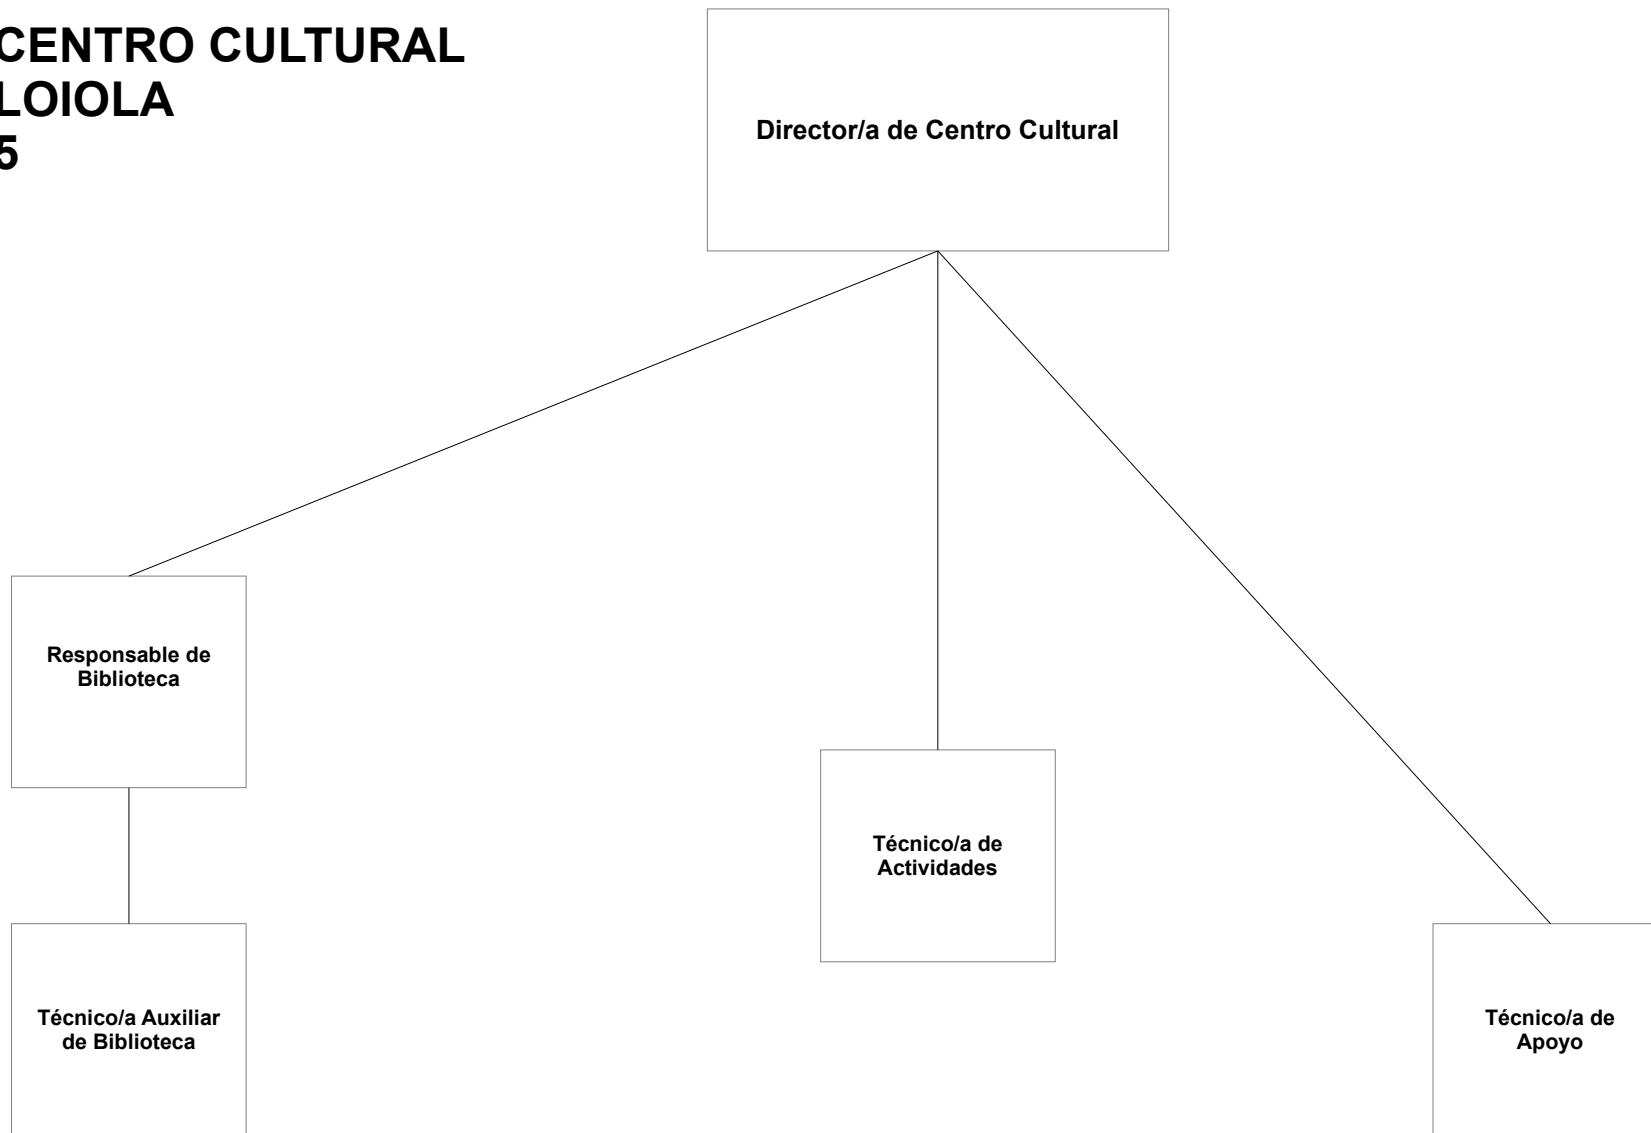 CENTRO CULTURAL
LOIOLA
5
Director/a de Centro Cultural
Responsable de
Biblioteca
Técnico/a de
Actividades
Técnico/a Auxiliar
de Biblioteca
Técnico/a de
Apoyo